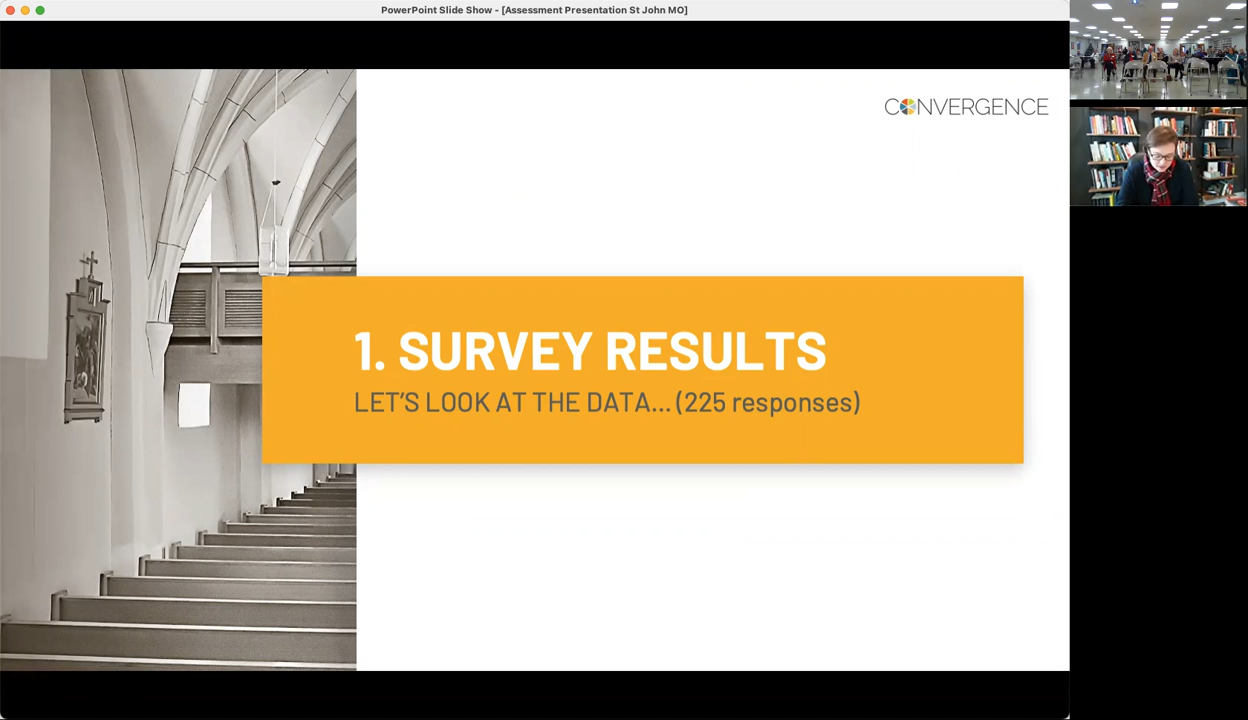 PowerPoint Slide Show - [Assessment Presentation St John MO]
CONVERGENCE
1. SURVEY RESULTS
LET'S LOOK AT THE DATA... (225 responses)